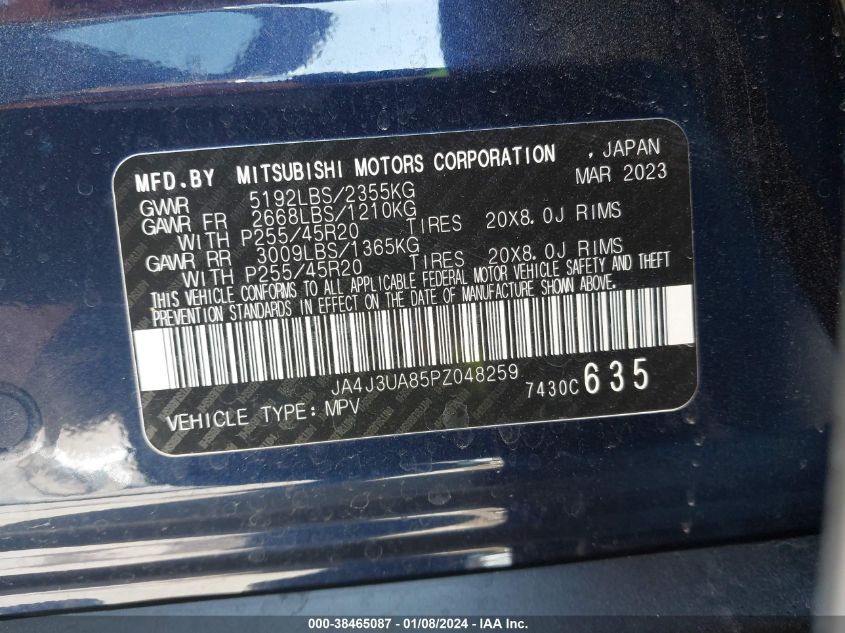 MFD.BY MITSUBISHI MOTORS CORPORATION , JAPAN
GVWR 5192LBS/2355KG MAR 2023
GAWR FR 2668LBS/1210KG
WITH P255/45R20 TIRES 20X8.0J RIMS
GAWR RR 3009LBS/1365KG
WITH P255/45R20 TIRES 20X8.0J RIMS
THIS VEHICLE CONFORMS TO ALL APPLICABLE FEDERAL MOTOR VEHICLE SAFETY AND THEFT
PREVENTION STANDARDS IN EFFECT ON THE DATE OF MANUFACTURE SHOWN ABOVE.
JA4J3UA85PZ048259
7430C 635
VEHICLE TYPE: MPV
000-38465087 - 01/08/2024 - IAA Inc.